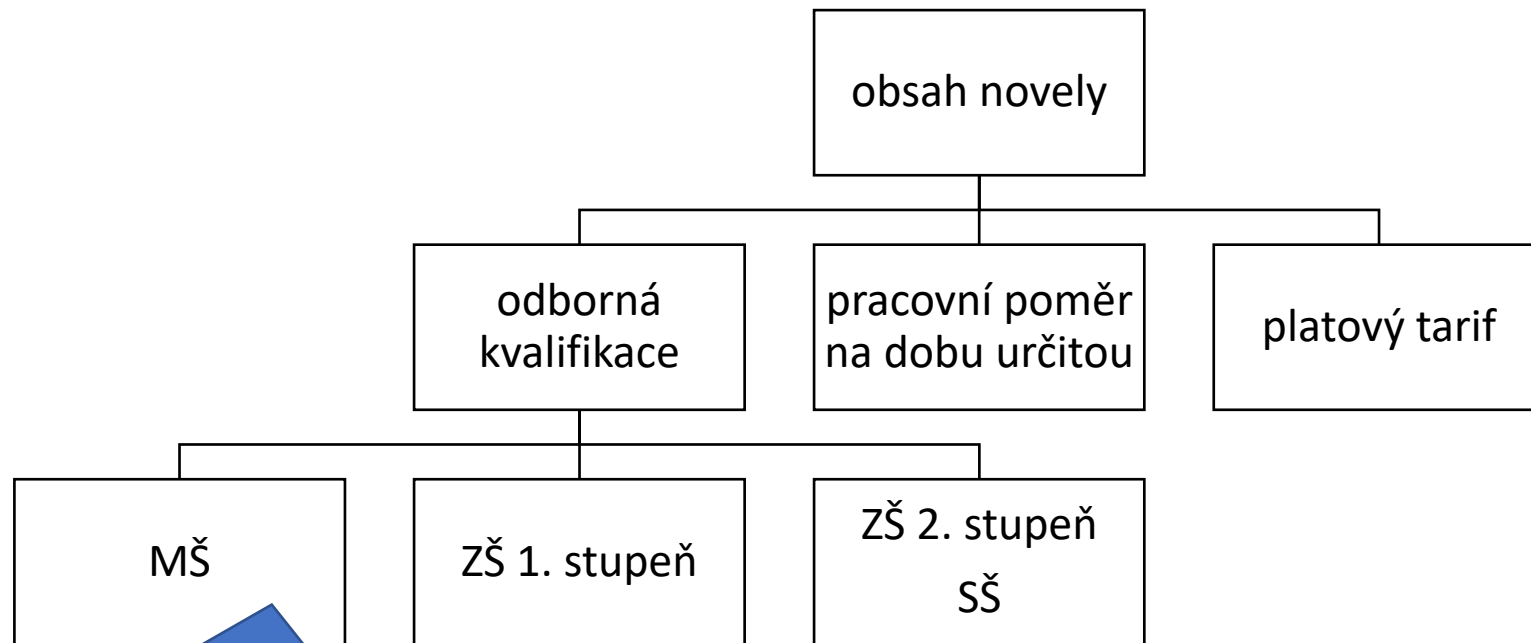 obsah novely
odborná
kvalifikace
pracovní poměr
na dobu určitou
platový tarif
MŠ
ZŠ 1. stupeň
ZŠ 2. stupeň
SŠ